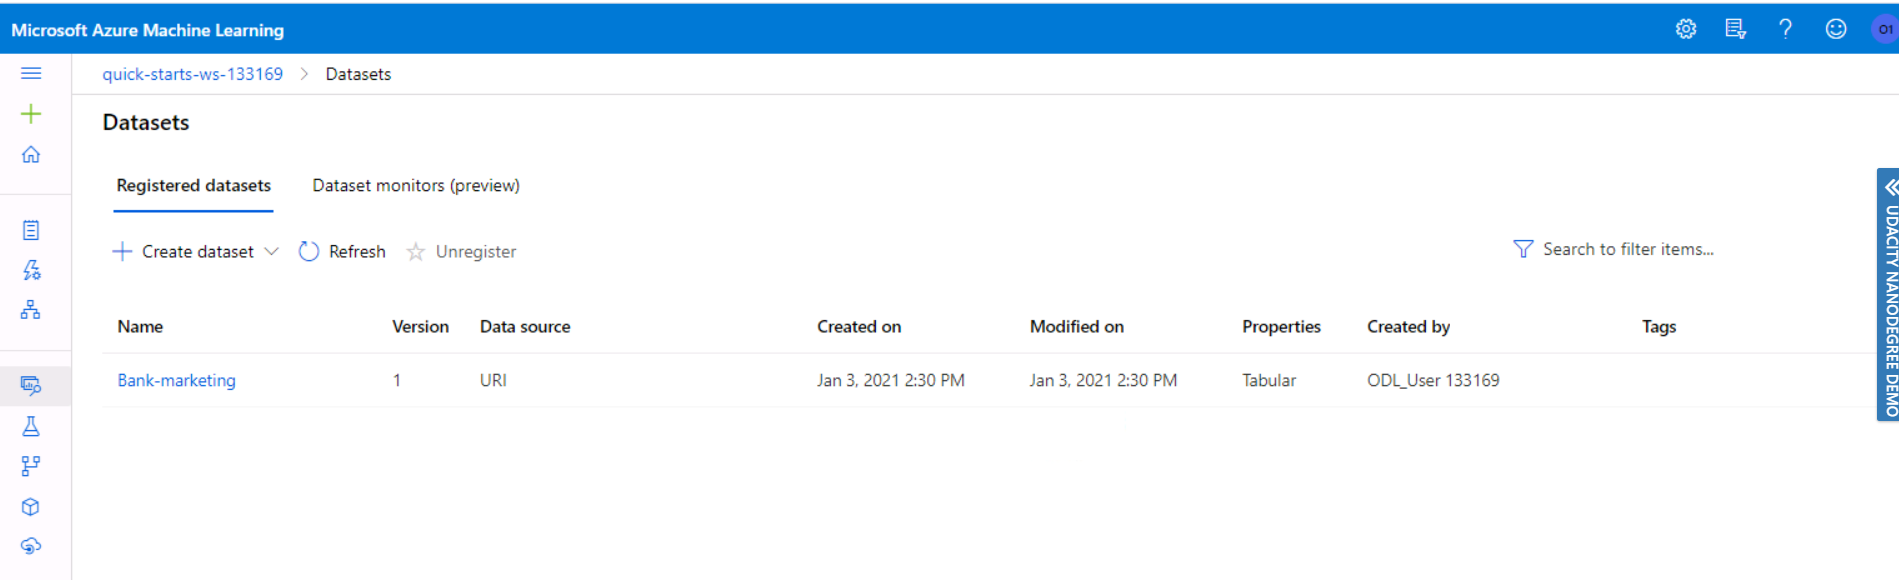 Microsoft Azure Machine Learning
? O1
quick-starts-ws-133169 > Datasets
Datasets
Registered datasets Dataset monitors (preview)
Create dataset Refresh Unregister Search to filter items...
Name Version Data source Created on Modified on Properties Created by Tags
Bank-marketing 1 URI Jan 3, 2021 2:30 PM Jan 3, 2021 2:30 PM Tabular ODL_User 133169
UDACITY NANODEGREE DEMO